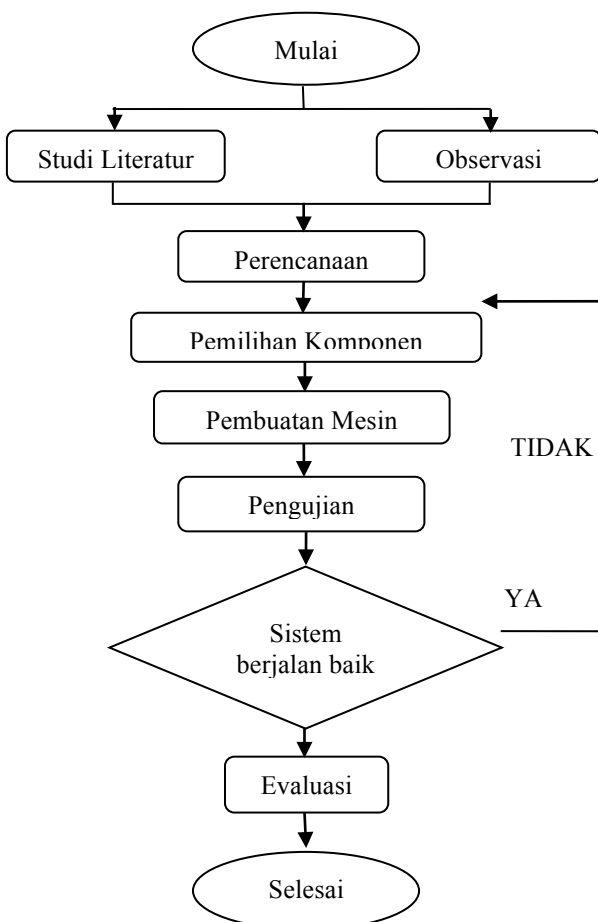 Mulai
Studi Literatur
Observasi
Perencanaan
Pemilihan Komponen
Pembuatan Mesin
TIDAK
Pengujian
YA
Sistem
berjalan baik
Evaluasi
Selesai